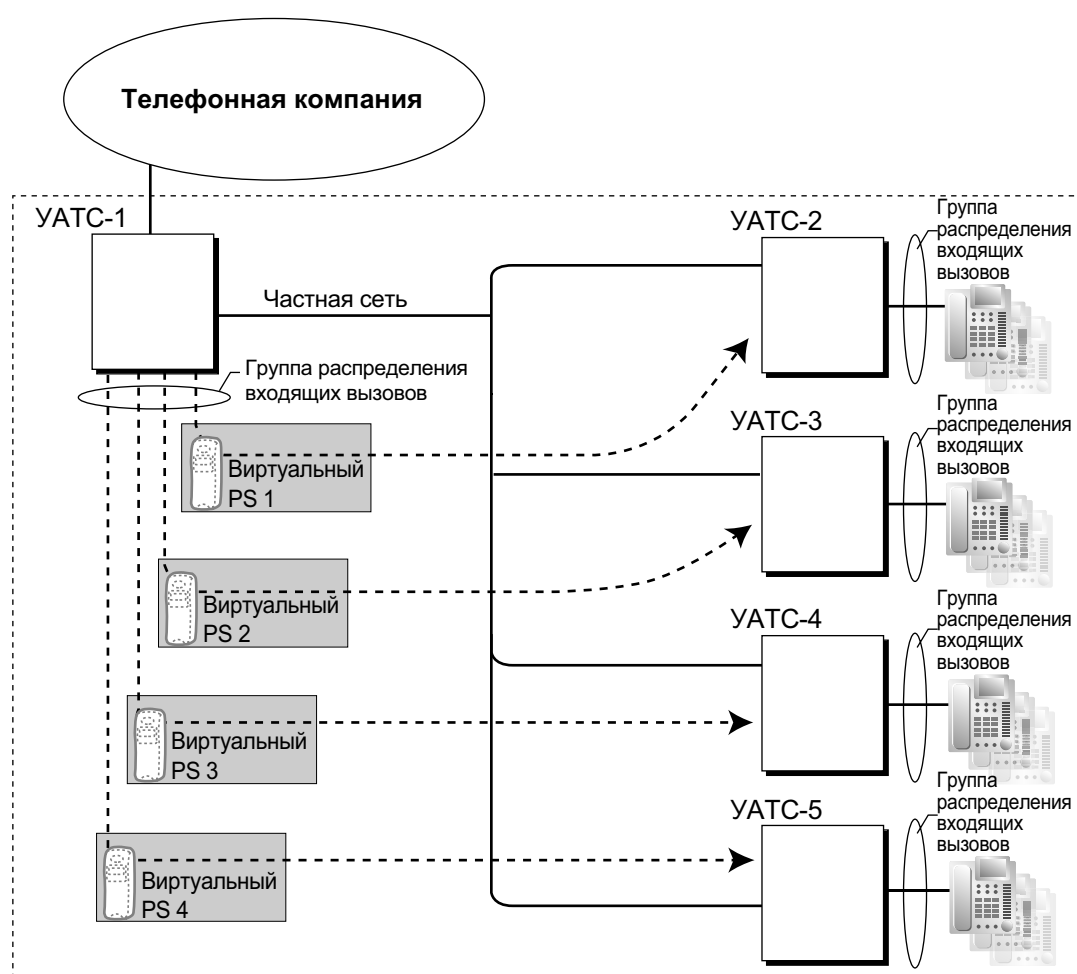 Телефонная компания
УАТС-1
УАТС-2
Группа
распределения
входящих
вызовов
Частная сеть
Группа распределения
входящих вызовов
УАТС-3
Группа
распределения
входящих
вызовов
Виртуальный
PS 1
Виртуальный
PS 2
УАТС-4
Группа
распределения
входящих
вызовов
Виртуальный
PS 3
УАТС-5
Группа
распределения
входящих
вызовов
Виртуальный
PS 4